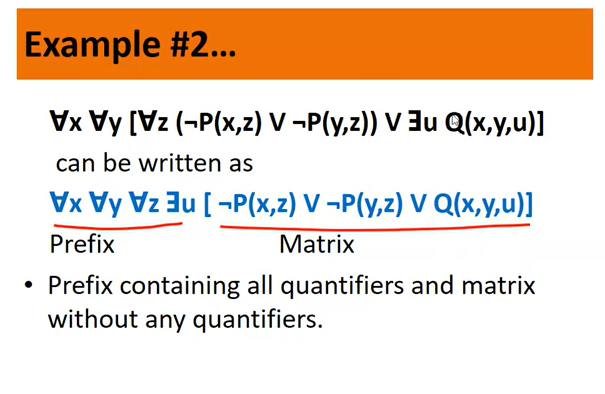 Example #2...
∀x ∀y [∀z (¬P(x,z) V ¬P(y,z)) V ∃u Q(x,y,u)]
can be written as
∀x ∀y ∀z ∃u [ ¬P(x,z) V ¬P(y,z) V Q(x,y,u)]
Prefix Matrix
• Prefix containing all quantifiers and matrix
without any quantifiers.